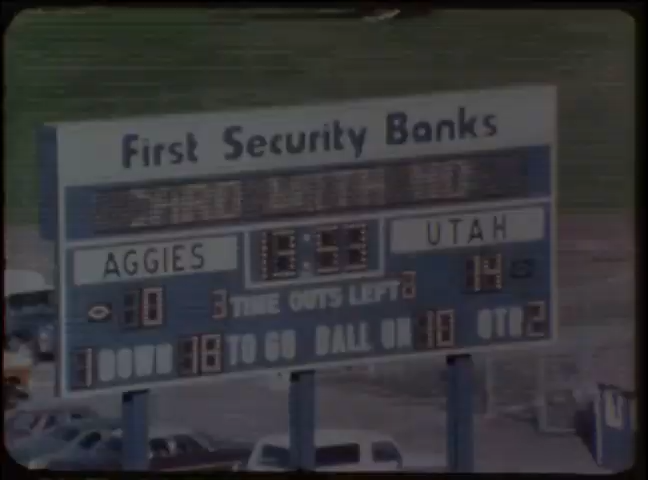 First Security Banks
AGGIES UTAH
0 3 TIME OUTS LEFT 14
1 DOWN 18 TO GO BALL ON 10 QTR 2